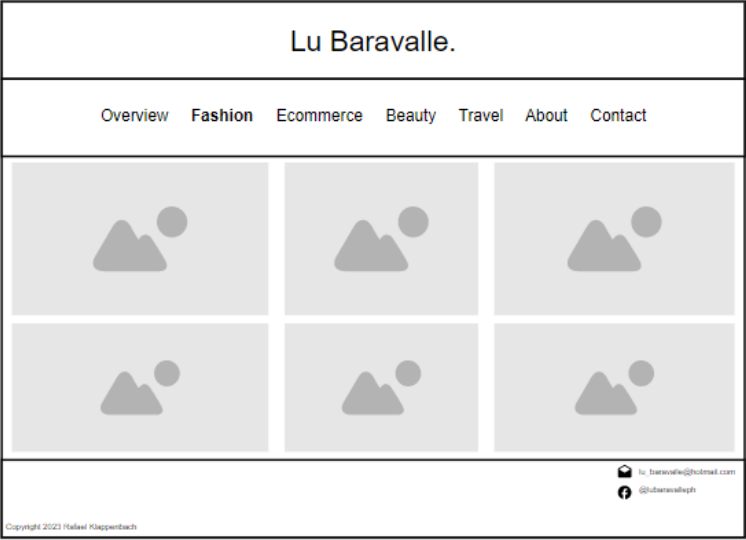 Lu Baravalle.
Overview Fashion Ecommerce Beauty Travel About Contact
lu_baravalle@hotmail.com
@lubaravalleph
Copyright 2023 Rafael Klappenbach